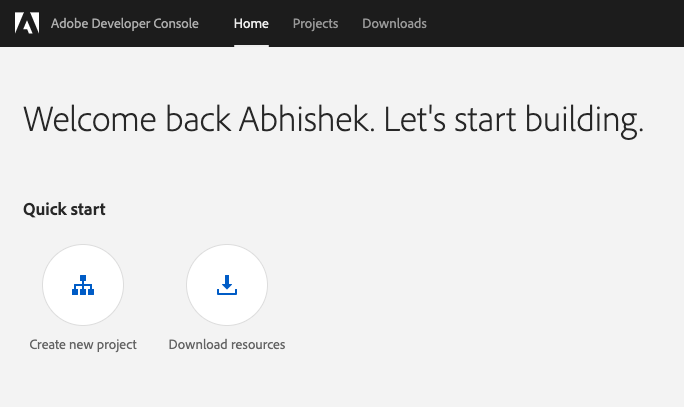 Adobe Developer Console Home Projects Downloads
Welcome back Abhishek. Let's start building.
Quick start
Create new project Download resources